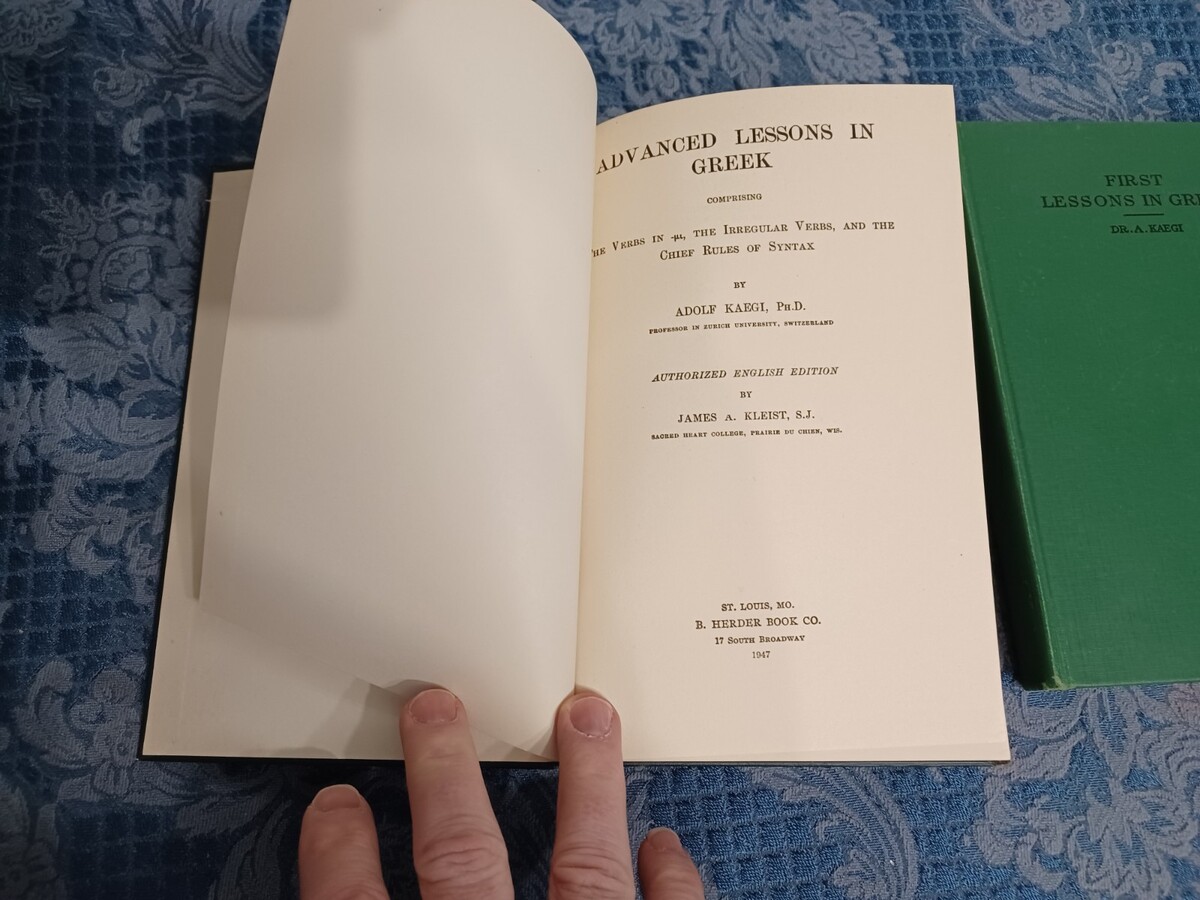 ADVANCED LESSONS IN
GREEK
COMPRISING
THE VERBS IN -μι, THE IRREGULAR VERBS, AND THE
CHIEF RULES OF SYNTAX
BY
ADOLF KAEGI, PH.D.
PROFESSOR IN ZURICH UNIVERSITY, SWITZERLAND
AUTHORIZED ENGLISH EDITION
BY
JAMES A. KLEIST, S.J.
SACRED HEART COLLEGE, PRAIRIE DU CHIEN, WIS.
ST. LOUIS, MO.
B. HERDER BOOK CO.
17 SOUTH BROADWAY
1947
FIRST
LESSONS IN GRE
DR. A. KAEGI